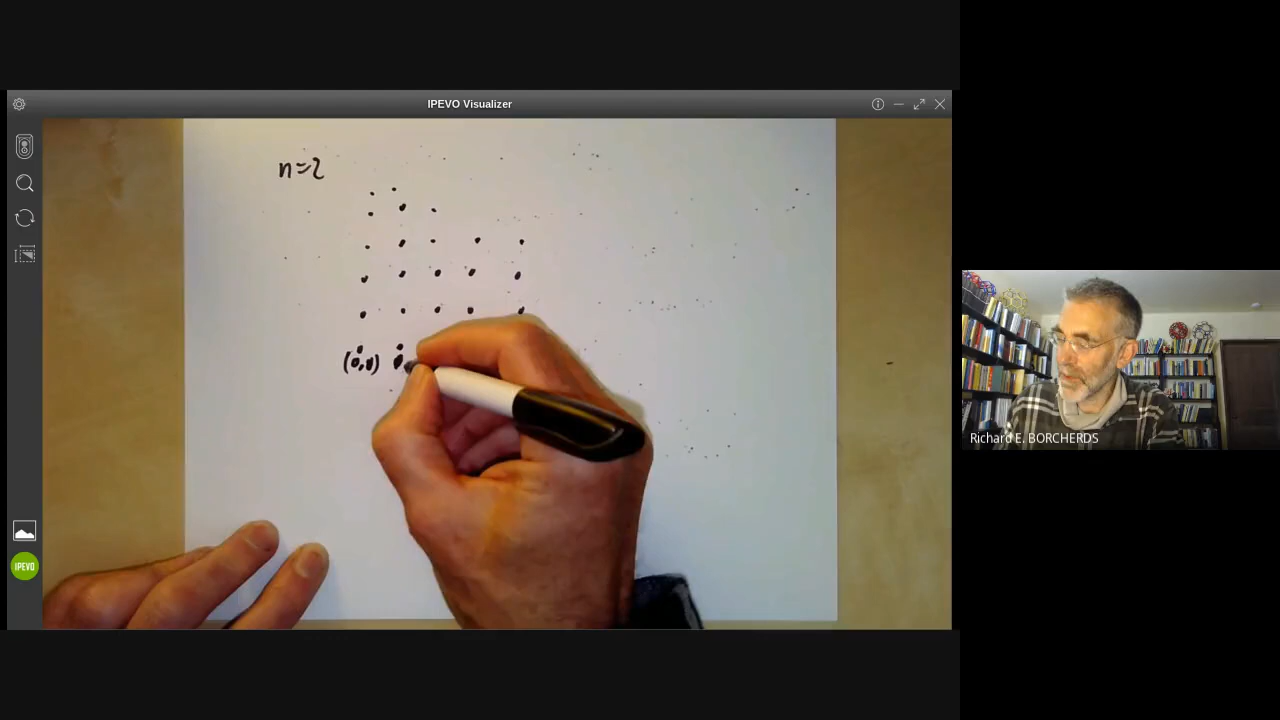 IPEVO Visualizer
n=2
(0,0)
IPEVO
Richard E. BORCHERDS